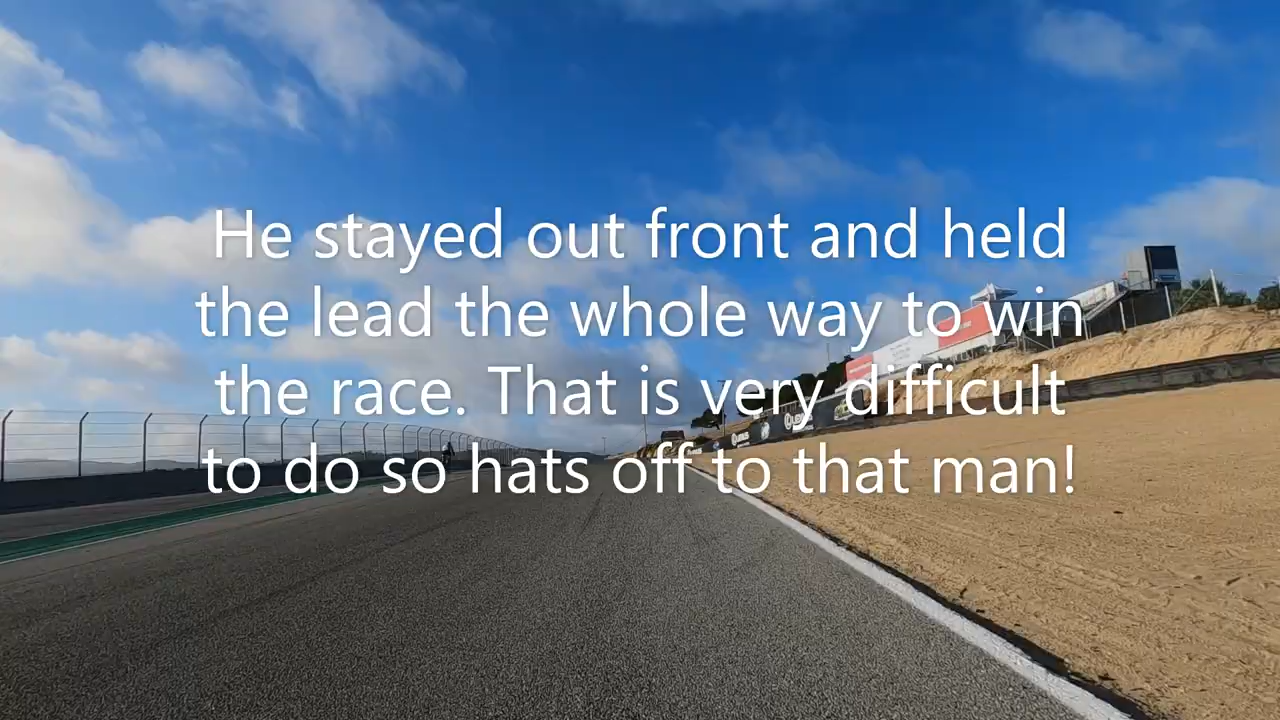 He stayed out front and held
the lead the whole way to win
the race. That is very difficult
to do so hats off to that man!